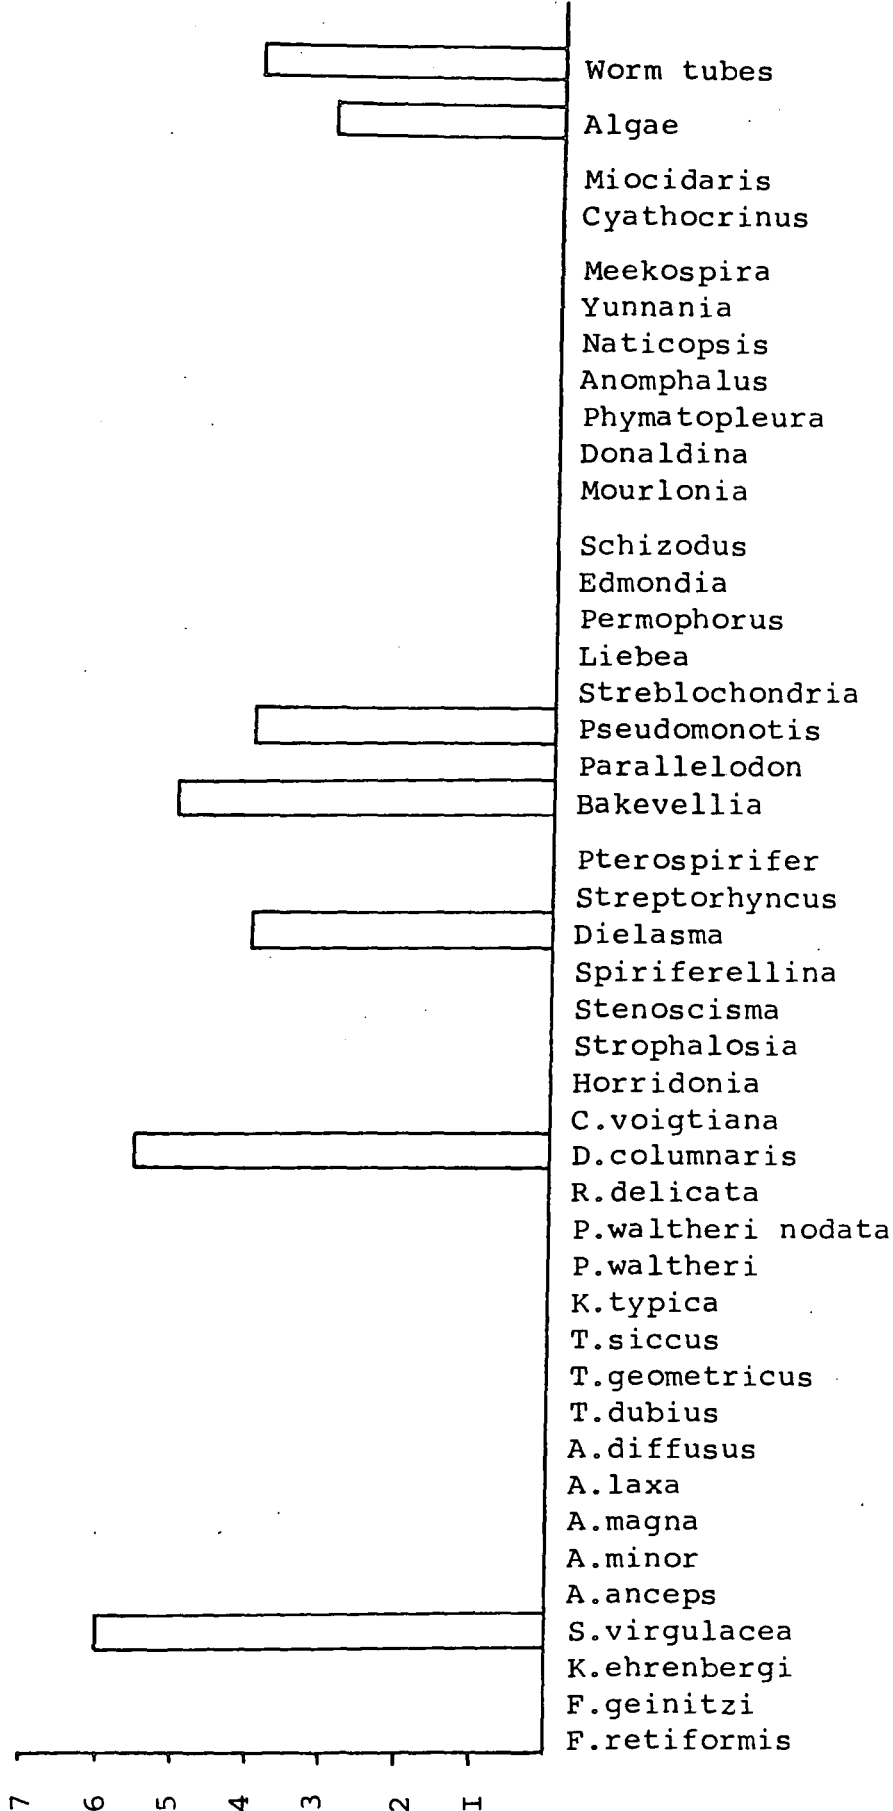 Worm tubes
Algae
Miocidaris
Cyathocrinus
Meekospira
Yunnania
Naticopsis
Anomphalus
Phymatopleura
Donaldina
Mourlonia
Schizodus
Edmondia
Permophorus
Liebea
Streblochondria
Pseudomonotis
Parallelodon
Bakevellia
Pterospirifer
Streptorhyncus
Dielasma
Spiriferellina
Stenoscisma
Strophalosia
Horridonia
C.voigtiana
D.columnaris
R.delicata
P.waltheri nodata
P.waltheri
K.typica
T.siccus
T.geometricus
T.dubius
A.diffusus
A.laxa
A.magna
A.minor
A.anceps
S.virgulacea
K.ehrenbergi
F.geinitzi
F.retiformis
7 6 5 4 3 2 I